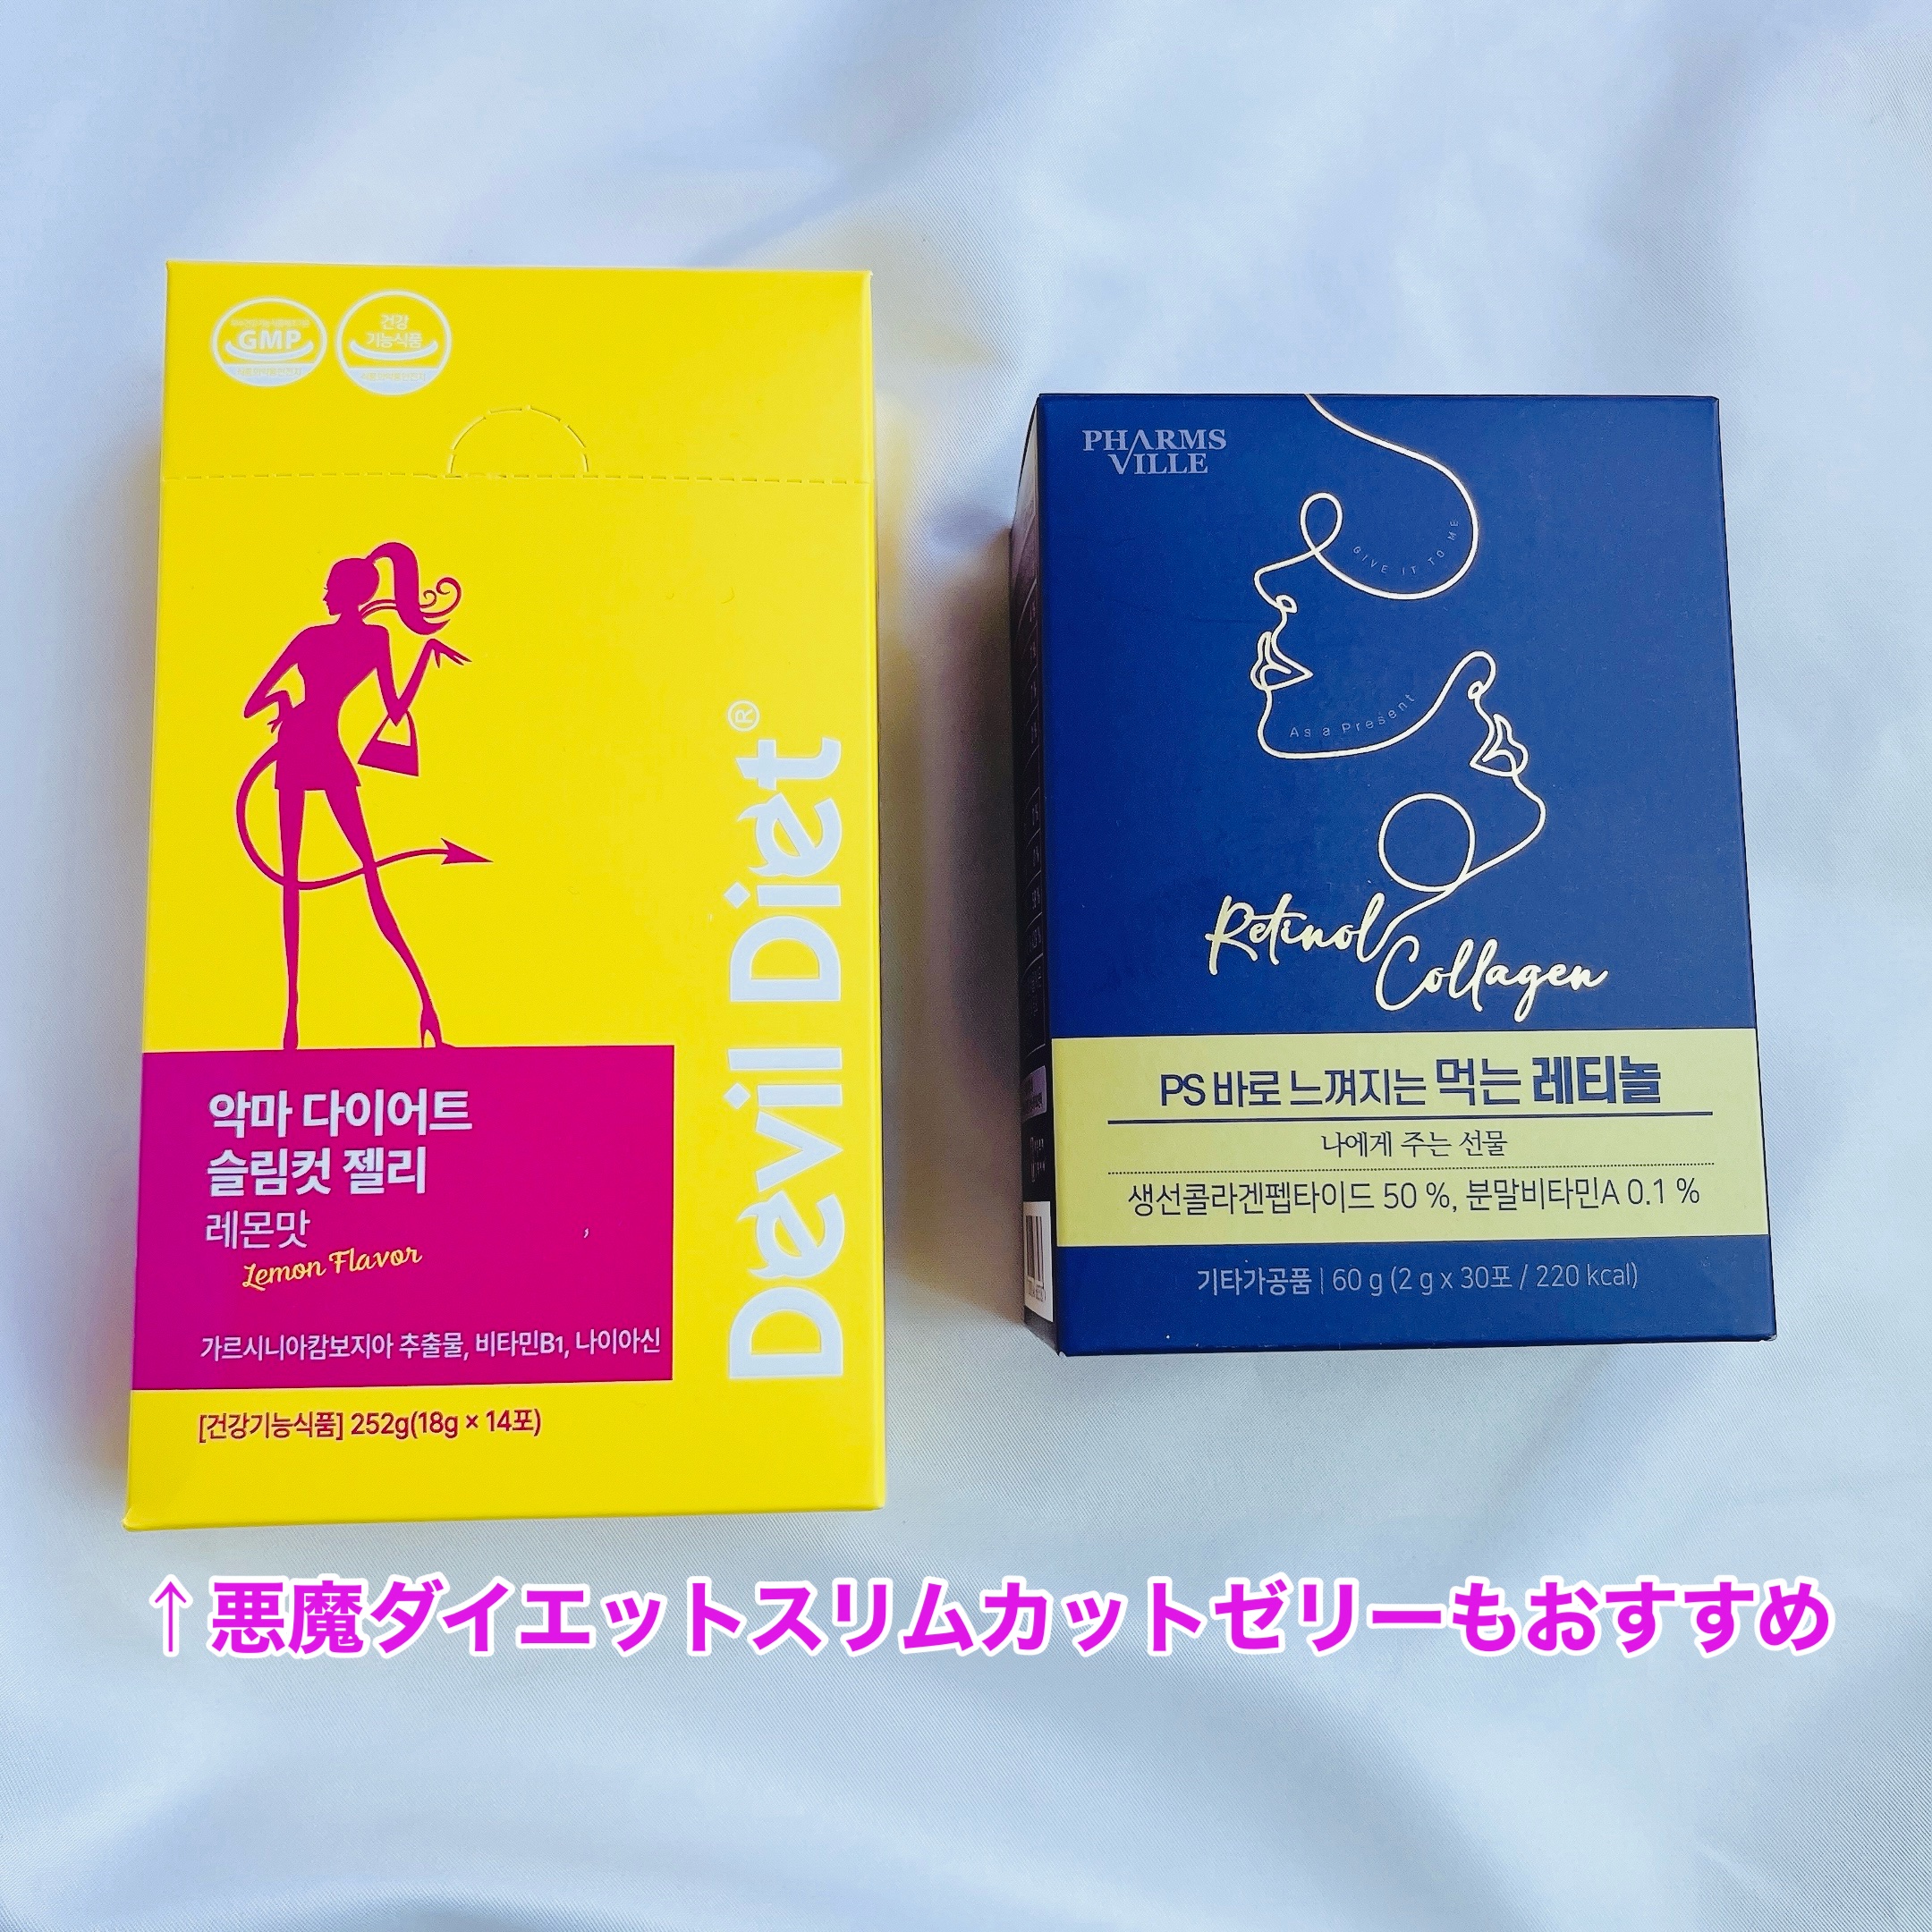 GMP
건강
기능식품
악마 다이어트
슬림컷 젤리
레몬맛
Lemon Flavor
가르시니아캄보지아 추출물, 비타민B1, 나이아신
[건강기능식품] 252g(18g × 14포)
Devil Diet®
PHARMS
VILLE
GIVE IT TO ME
As a Present
Retinol
Collagen
PS 바로 느껴지는 먹는 레티놀
나에게 주는 선물
생선콜라겐펩타이드 50 %, 분말비타민A 0.1 %
기타가공품 | 60 g (2 g x 30포 / 220 kcal)
↑悪魔ダイエットスリムカットゼリーもおすすめ